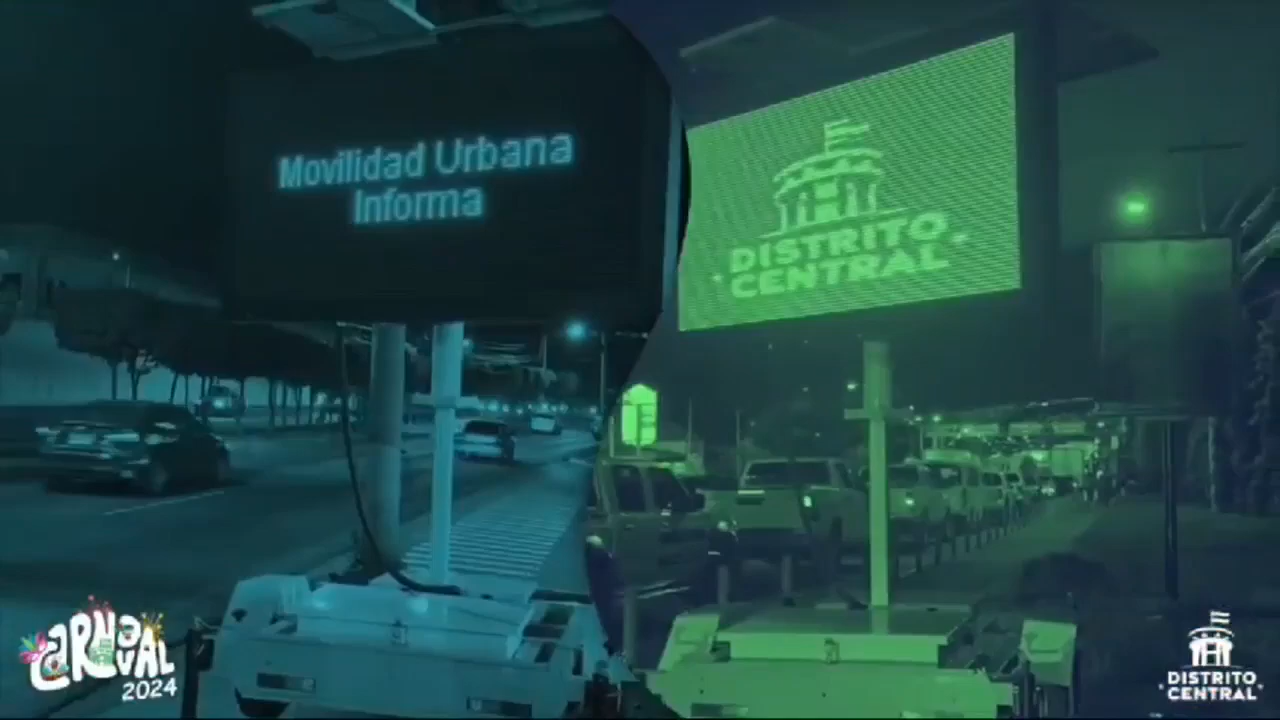 Movilidad Urbana
Informa
DISTRITO
CENTRAL
CARNAVAL
2024
DISTRITO
CENTRAL